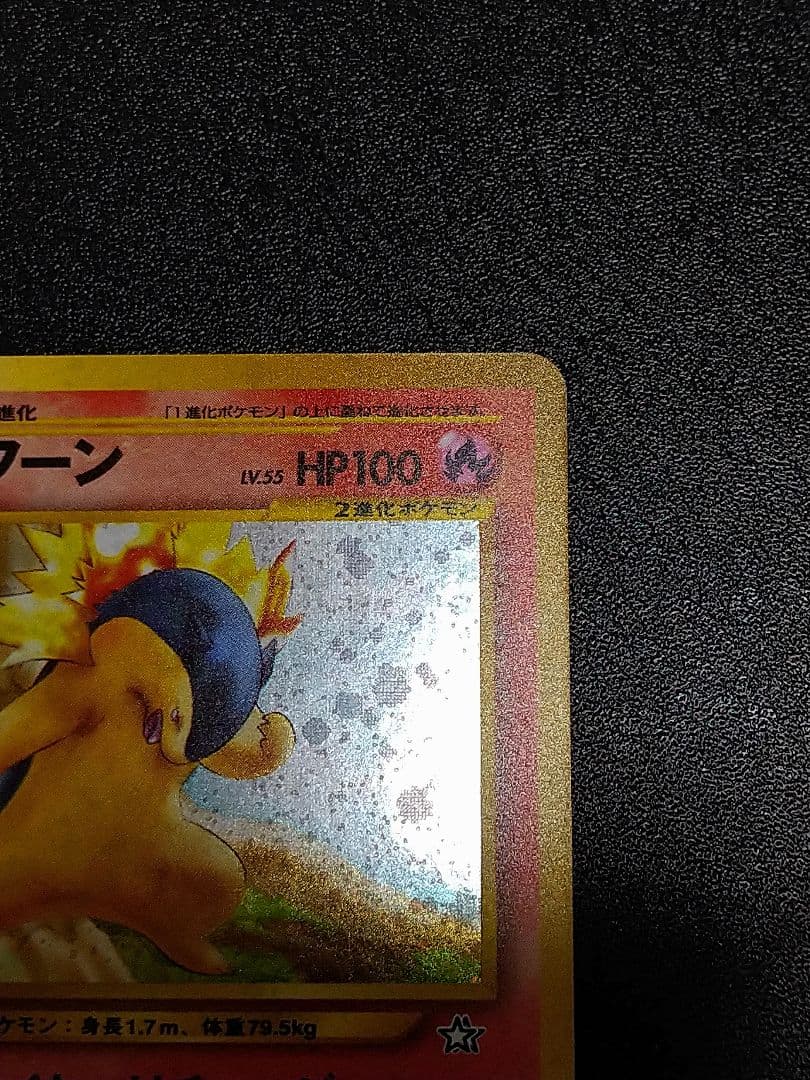 進化 「1進化ポケモン」の上に重ねて進化させます。
フーン LV.55 HP100
2進化ポケモン
ケモン：身長1.7m、体重79.5kg